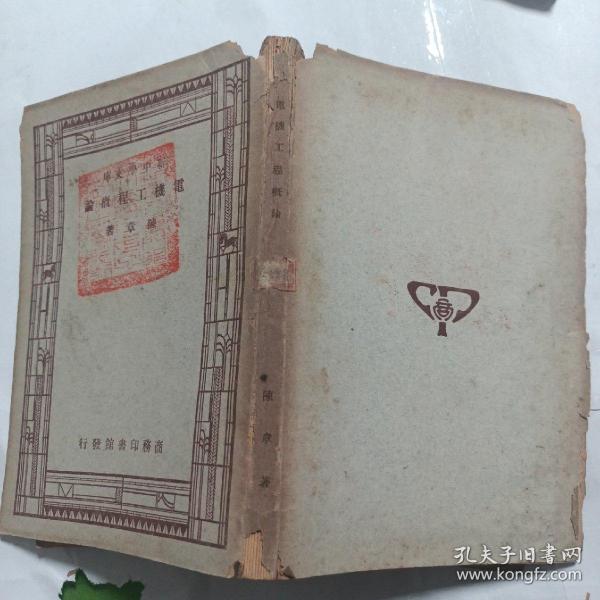 庫文學中新
論概程工機電
著章陳
行發館書印務商
電機工程概論
陳章著
商
孔夫子旧書网
www.kongfz.com